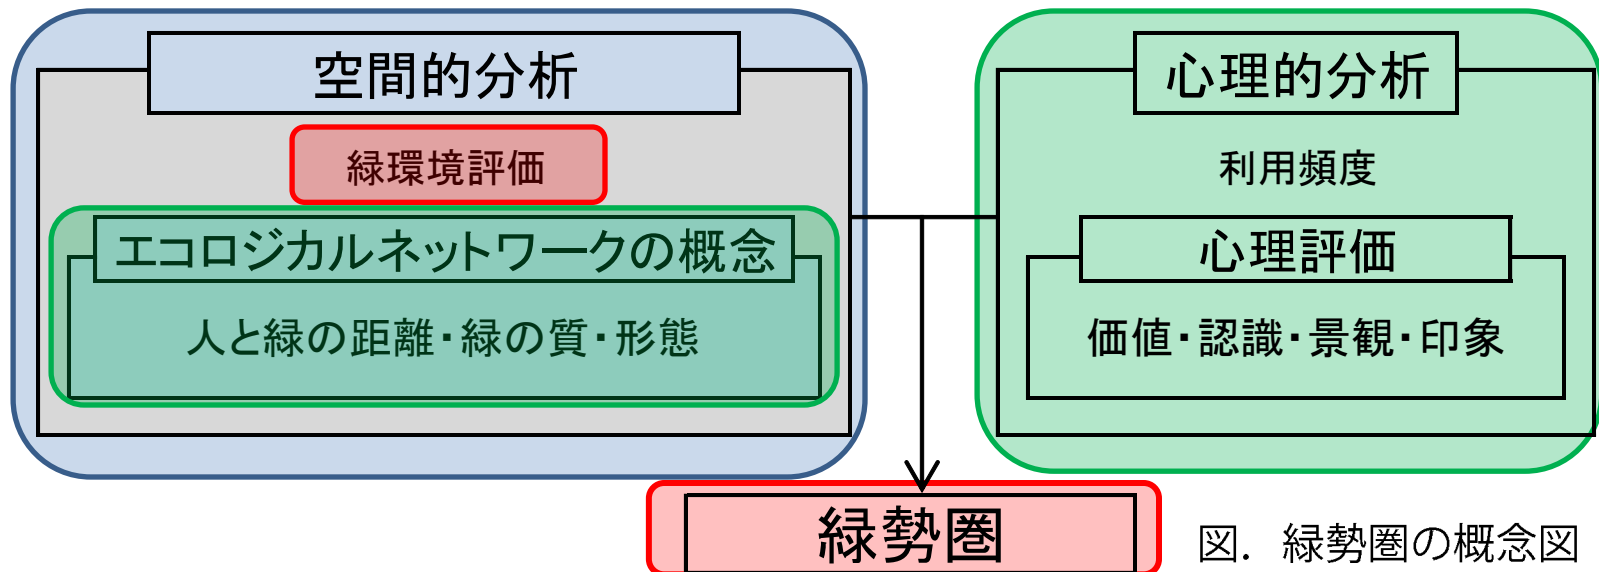 空間的分析
緑環境評価
エコロジカルネットワークの概念
人と緑の距離・緑の質・形態
心理的分析
利用頻度
心理評価
価値・認識・景観・印象
緑勢圏
図．緑勢圏の概念図